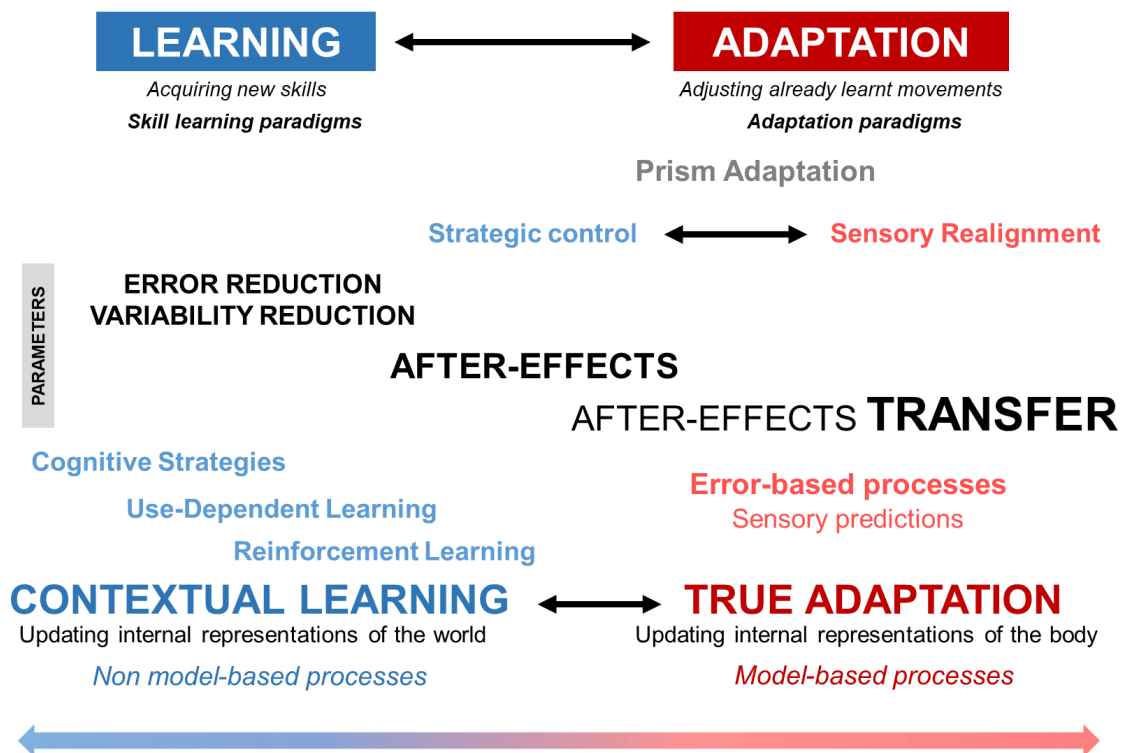 LEARNING
ADAPTATION
Acquiring new skills
Adjusting already learnt movements
Skill learning paradigms
Adaptation paradigms
Prism Adaptation
Strategic control
Sensory Realignment
PARAMETERS
ERROR REDUCTION
VARIABILITY REDUCTION
AFTER-EFFECTS
AFTER-EFFECTS TRANSFER
Cognitive Strategies
Error-based processes
Use-Dependent Learning
Sensory predictions
Reinforcement Learning
CONTEXTUAL LEARNING
TRUE ADAPTATION
Updating internal representations of the world
Updating internal representations of the body
Non model-based processes
Model-based processes